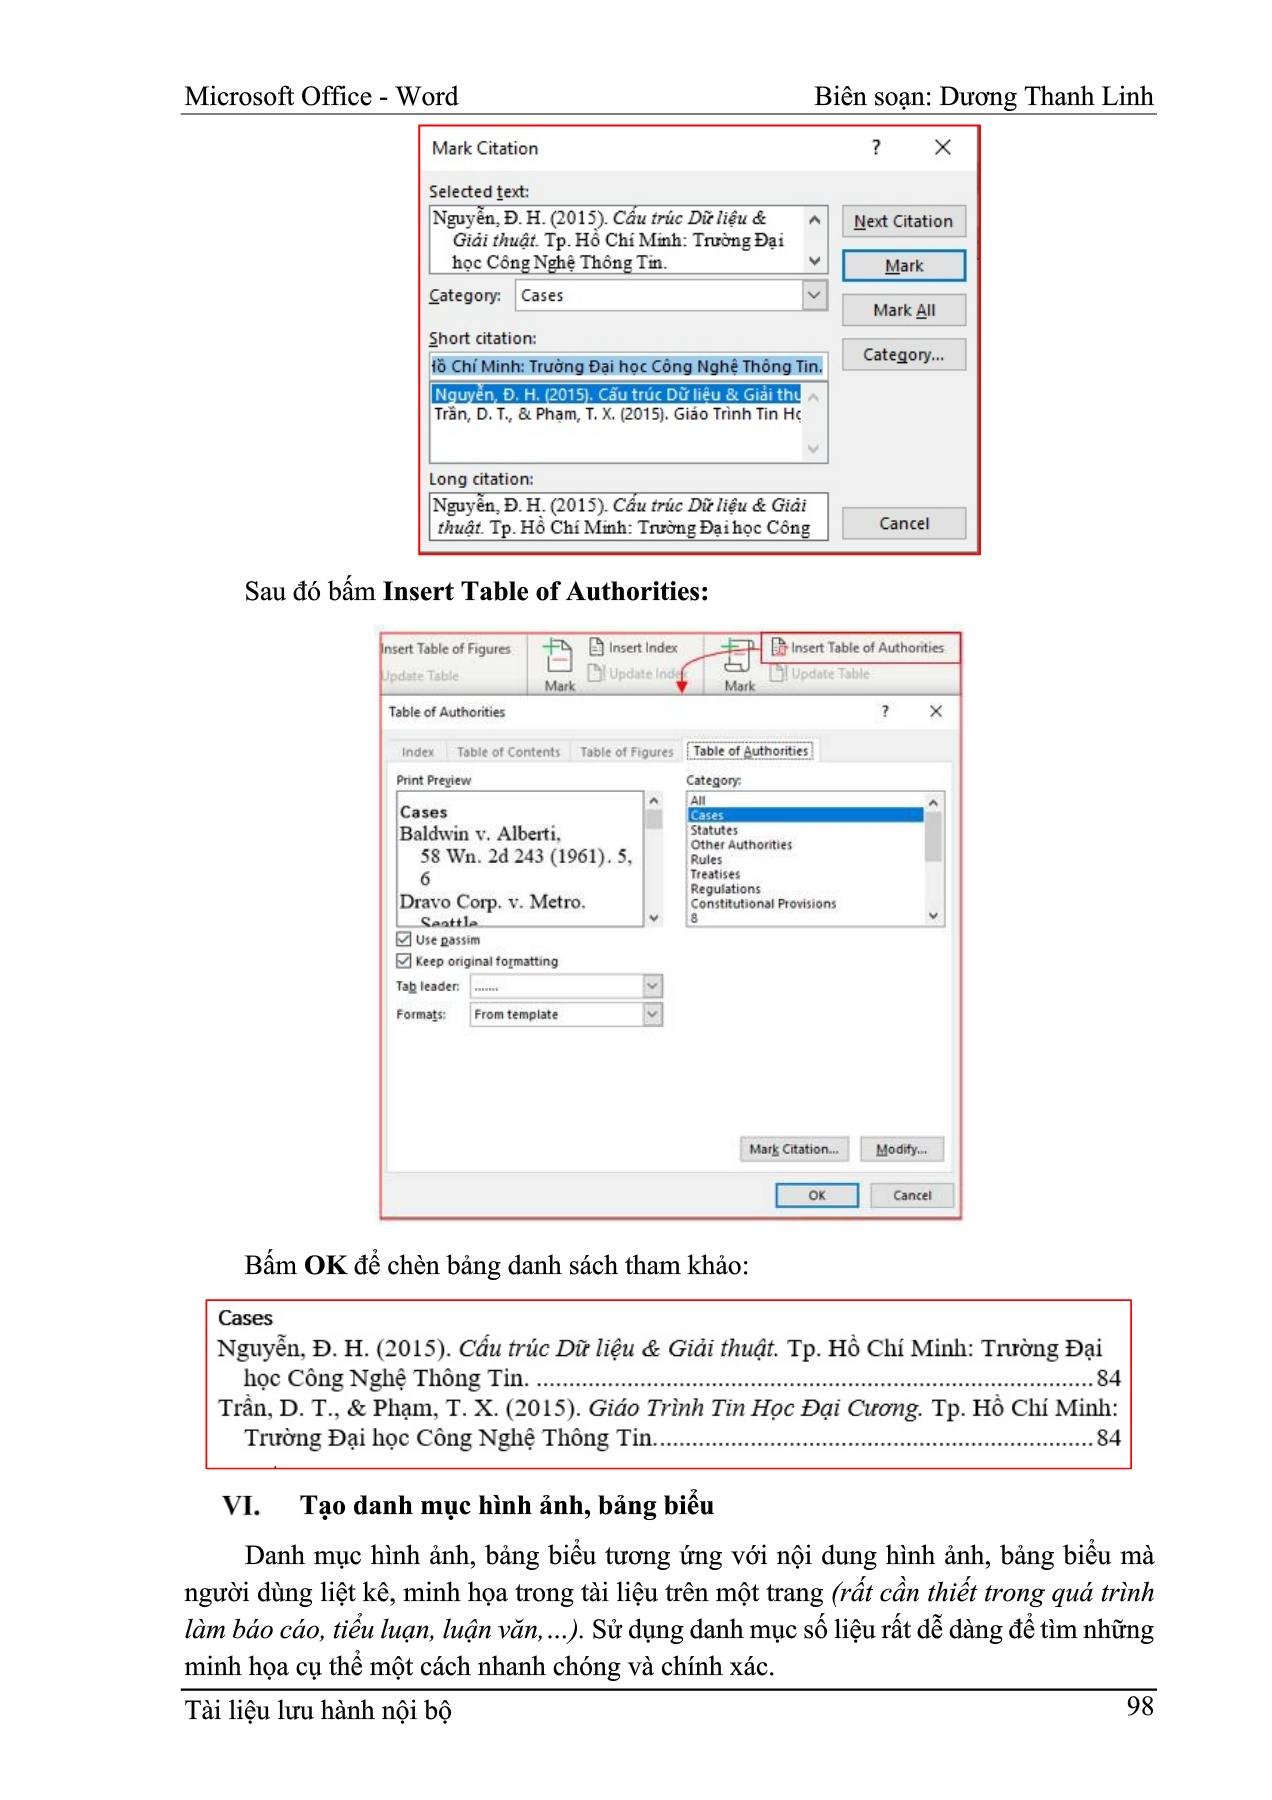 Microsoft Office - Word Biên soạn: Dương Thanh Linh
Mark Citation ? ×
Selected text:
Nguyễn, Đ. H. (2015). Cấu trúc Dữ liệu &
Giải thuật. Tp. Hồ Chí Minh: Trường Đại
học Công Nghệ Thông Tin.
Next Citation
Mark
Category: Cases
Mark All
Short citation:
Category...
Hồ Chí Minh: Trường Đại học Công Nghệ Thông Tin.
Nguyễn, Đ. H. (2015). Cấu trúc Dữ liệu & Giải thu
Trần, D. T., & Phạm, T. X. (2015). Giáo Trình Tin Họ
Long citation:
Nguyễn, Đ. H. (2015). Cấu trúc Dữ liệu & Giải
thuật. Tp. Hồ Chí Minh: Trường Đại học Công
Cancel
Sau đó bấm Insert Table of Authorities:
Insert Table of Figures Insert Index Insert Table of Authorities
Update Table Update Index Update Table
Mark Mark
Table of Authorities ? ×
Index Table of Contents Table of Figures Table of Authorities
Print Preview Category:
Cases
Baldwin v. Alberti,
58 Wn. 2d 243 (1961) . 5,
6
Dravo Corp. v. Metro.
Seattle
All
Cases
Statutes
Other Authorities
Rules
Treatises
Regulations
Constitutional Provisions
8
Use passim
Keep original formatting
Tab leader: .......
Formats: From template
Mark Citation... Modify...
OK Cancel
Bấm OK để chèn bảng danh sách tham khảo:
Cases
Nguyễn, Đ. H. (2015). Cấu trúc Dữ liệu & Giải thuật. Tp. Hồ Chí Minh: Trường Đại
học Công Nghệ Thông Tin. ........................................................................................ 84
Trần, D. T., & Phạm, T. X. (2015). Giáo Trình Tin Học Đại Cương. Tp. Hồ Chí Minh:
Trường Đại học Công Nghệ Thông Tin..................................................................... 84
VI. Tạo danh mục hình ảnh, bảng biểu
Danh mục hình ảnh, bảng biểu tương ứng với nội dung hình ảnh, bảng biểu mà
người dùng liệt kê, minh họa trong tài liệu trên một trang (rất cần thiết trong quá trình
làm báo cáo, tiểu luạn, luận văn,...). Sử dụng danh mục số liệu rất dễ dàng để tìm những
minh họa cụ thể một cách nhanh chóng và chính xác.
Tài liệu lưu hành nội bộ 98